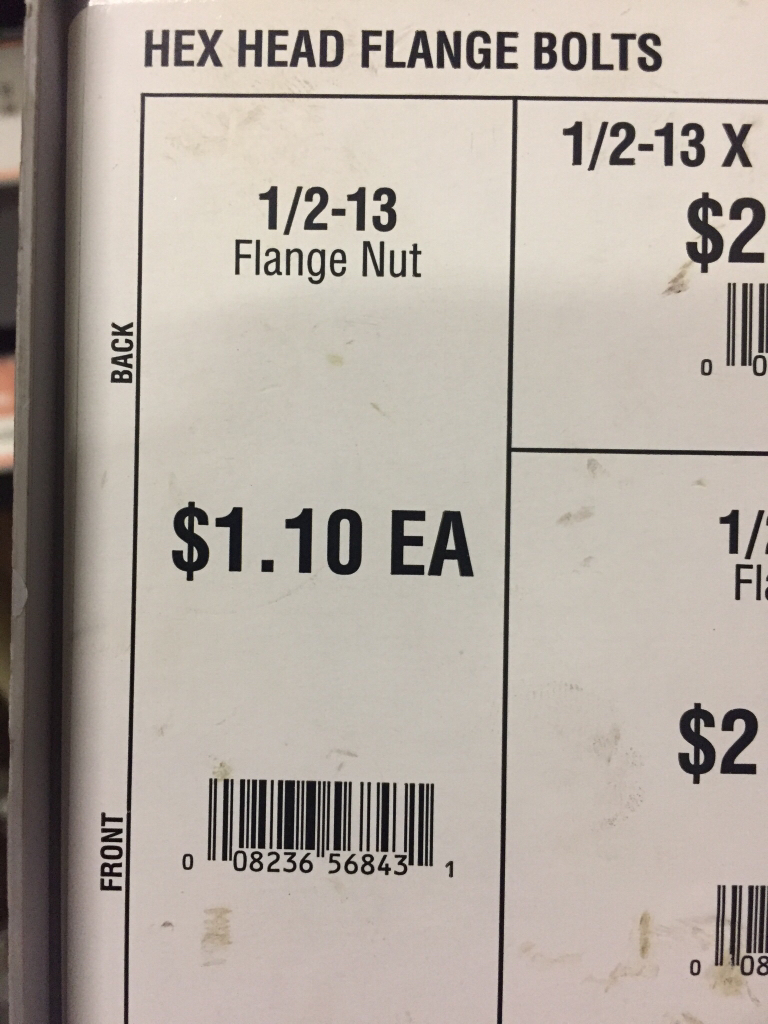 HEX HEAD FLANGE BOLTS
BACK
FRONT
1/2-13
Flange Nut
$1.10 EA
0 08236 56843 1
1/2-13 X
$2
0
$2
0 08